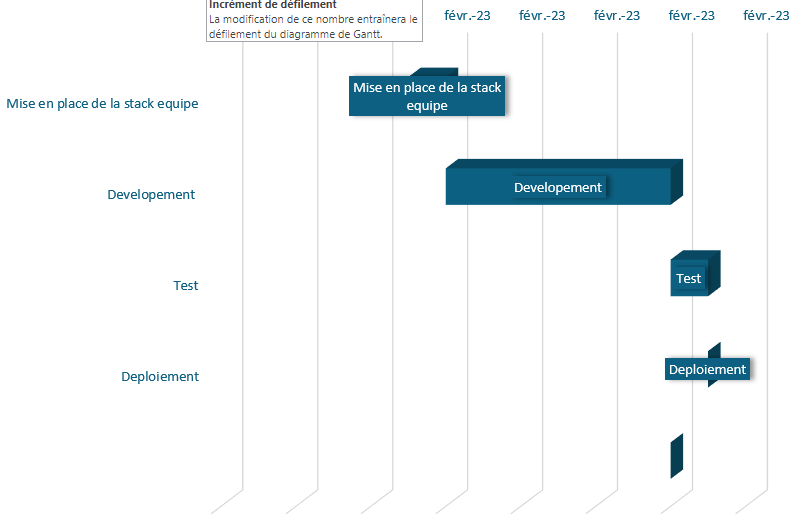 Incrément de défilement
La modification de ce nombre entraînera le
défilement du diagramme de Gantt.
févr.-23 févr.-23 févr.-23 févr.-23 févr.-23
Mise en place de la stack equipe
Mise en place de la stack
equipe
Developement
Developement
Test
Test
Deploiement
Deploiement